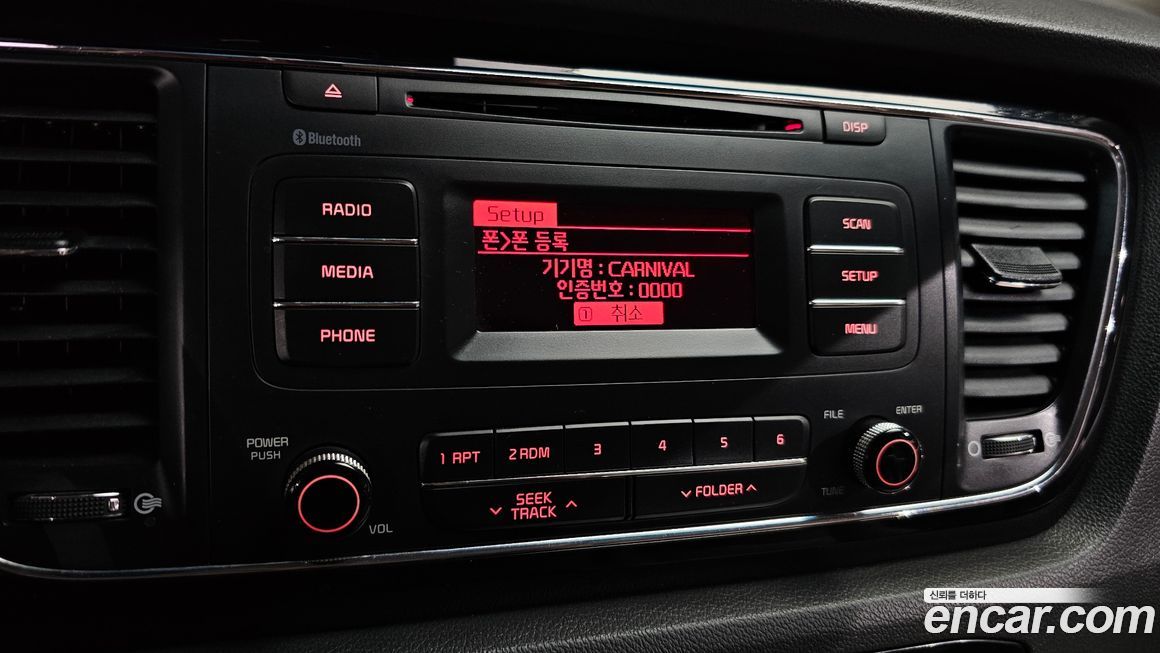 DISP
Bluetooth
RADIO
MEDIA
PHONE
Setup
폰>폰 등록
기기명 : CARNIVAL
인증번호 : 0000
① 취소
SCAN
SETUP
MENU
POWER
PUSH
VOL
1 RPT
2 RDM
3
4
5
6
SEEK
TRACK
FOLDER
FILE
ENTER
TUNE
신뢰를 더하다
encar.com